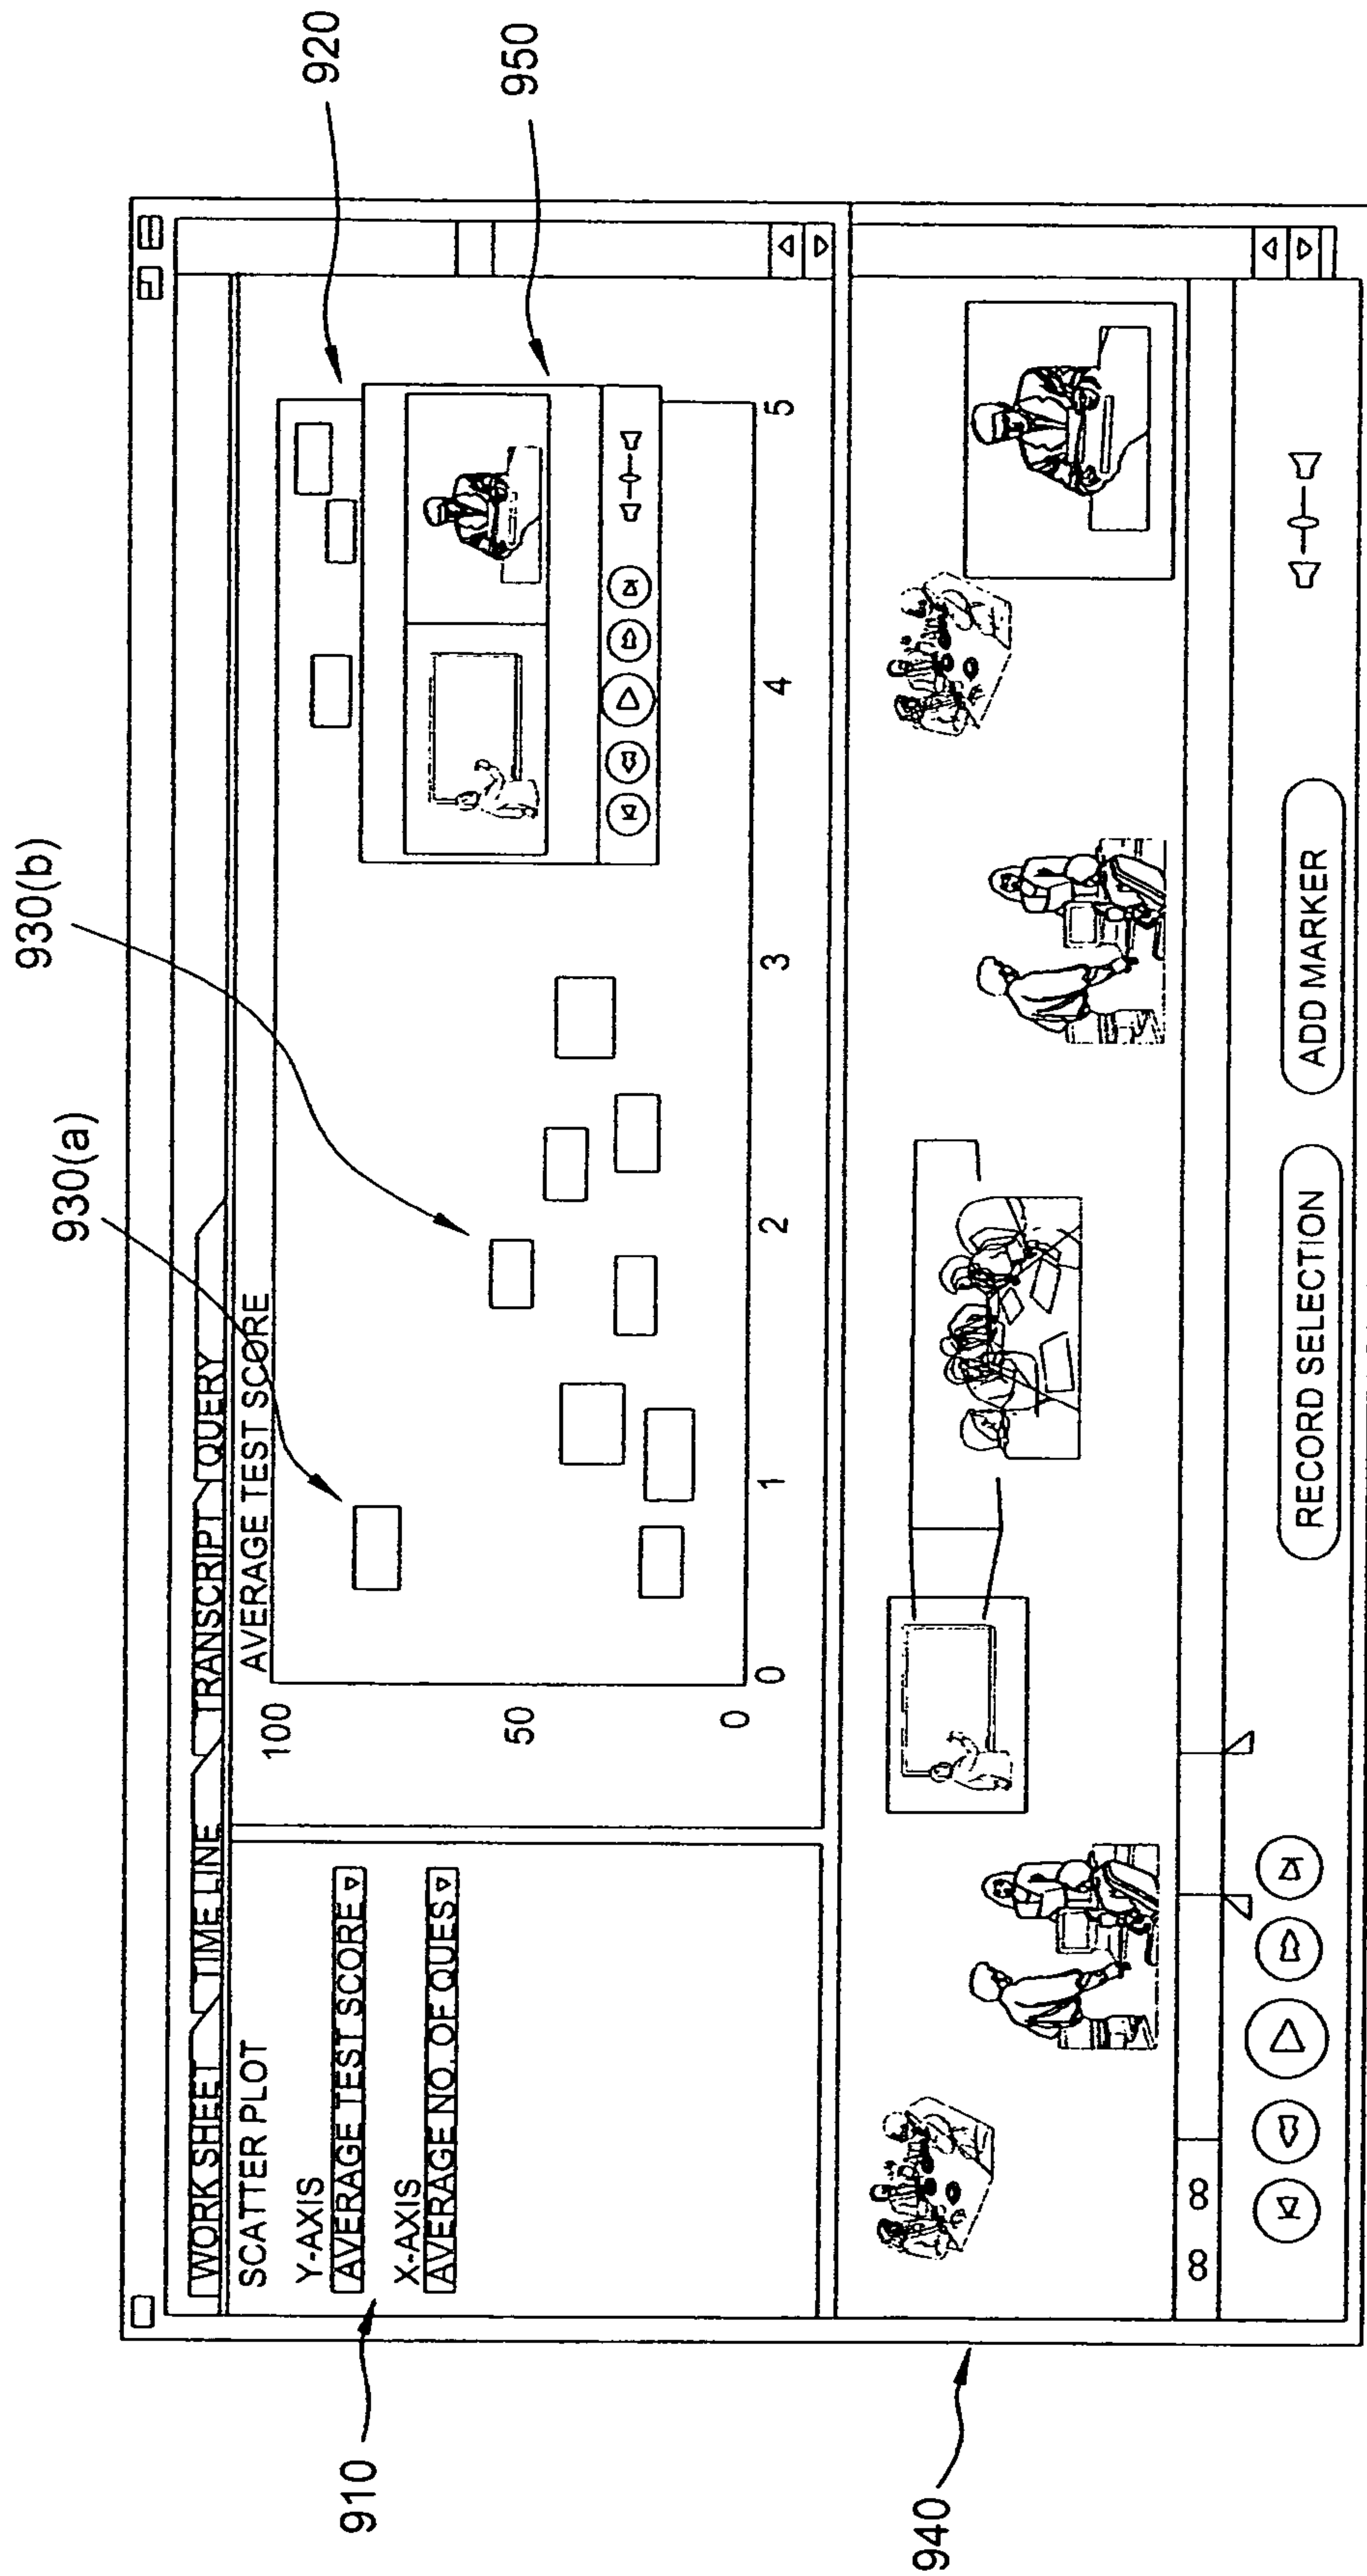 930(a)
930(b)
920
950
WORK SHEET
TIME LINE
TRANSCRIPT
QUERY
SCATTER PLOT
Y-AXIS
AVERAGE TEST SCORE
X-AXIS
AVERAGE NO. OF QUES
910
AVERAGE TEST SCORE
100
50
0
0 1 2 3 4 5
940
8 8
RECORD SELECTION
ADD MARKER